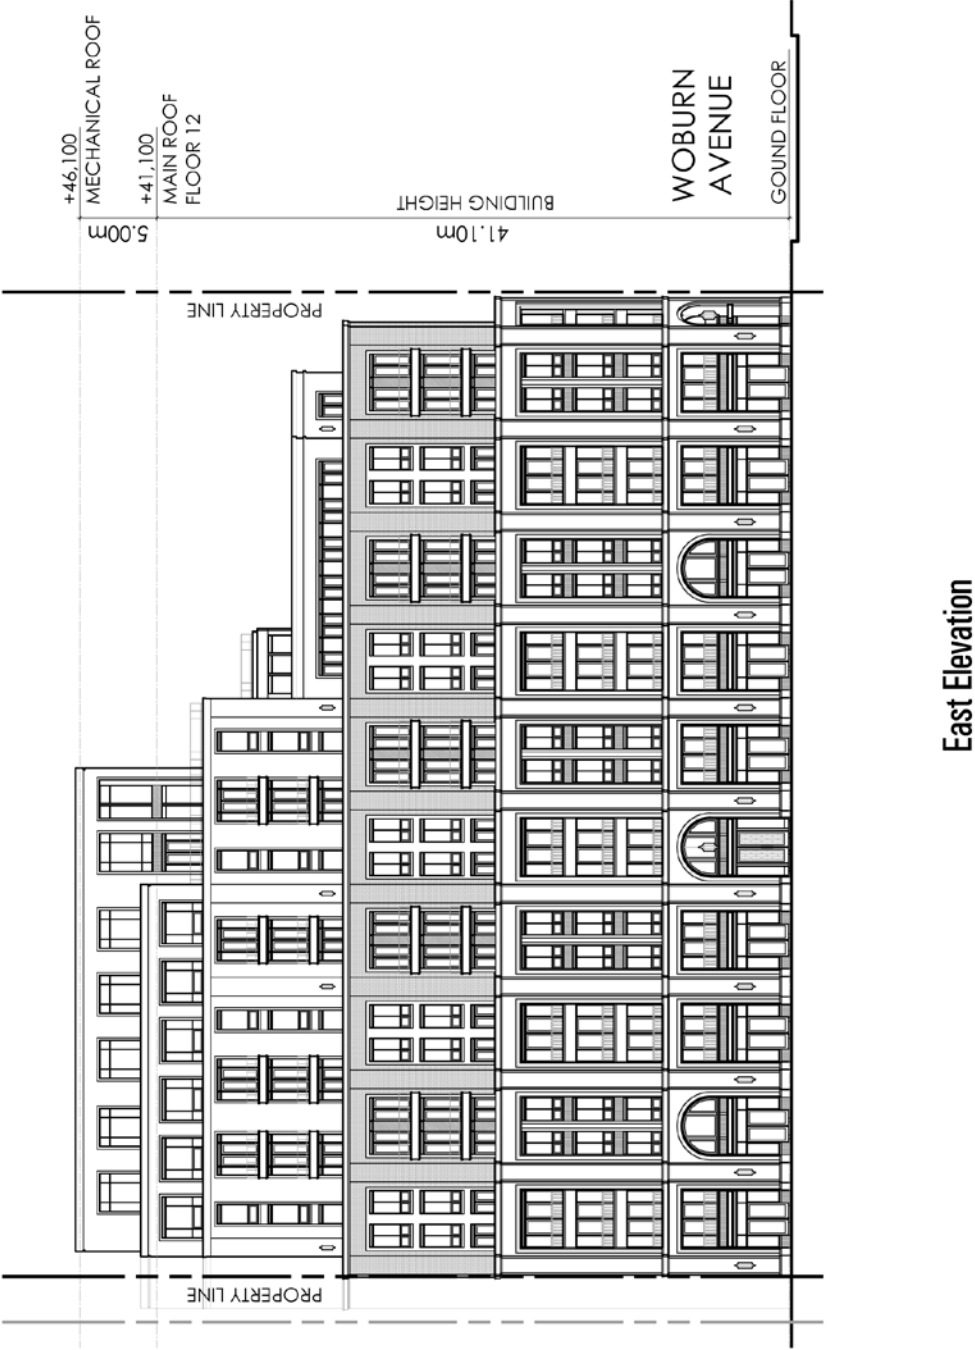 +46,100
MECHANICAL ROOF
+41,100
MAIN ROOF
FLOOR 12
5.00m
BUILDING HEIGHT
41.10m
WOBURN
AVENUE
GOUND FLOOR
PROPERTY LINE
PROPERTY LINE
East Elevation